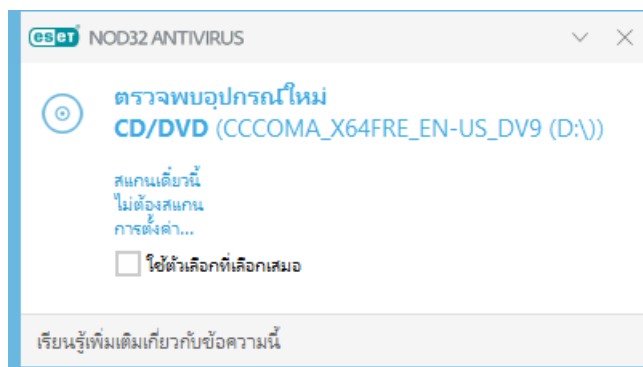 eset NOD32 ANTIVIRUS
ตรวจพบอุปกรณ์ใหม่
CD/DVD (CCCOMA_X64FRE_EN-US_DV9 (D:\))
สแกนเดี๋ยวนี้
ไม่ต้องสแกน
การตั้งค่า...
ใช้ตัวเลือกที่เลือกเสมอ
เรียนรู้เพิ่มเติมเกี่ยวกับข้อความนี้